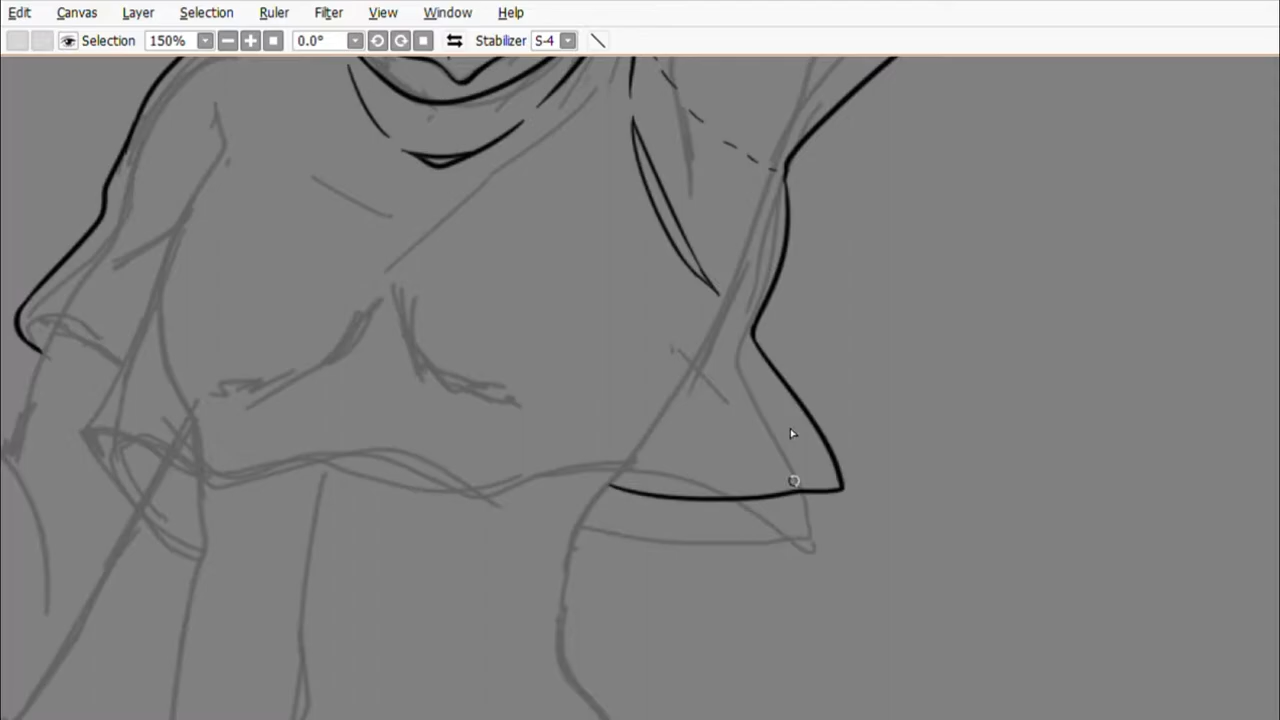 Edit Canvas Layer Selection Ruler Filter View Window Help
Selection 150% 0.0° Stabilizer S-4